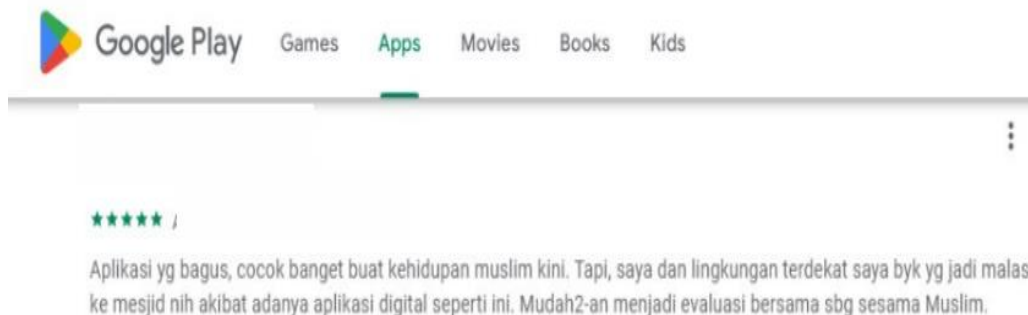 Google Play Games Apps Movies Books Kids
Aplikasi yg bagus, cocok banget buat kehidupan muslim kini. Tapi, saya dan lingkungan terdekat saya byk yg jadi malas
ke mesjid nih akibat adanya aplikasi digital seperti ini. Mudah2-an menjadi evaluasi bersama sbg sesama Muslim.